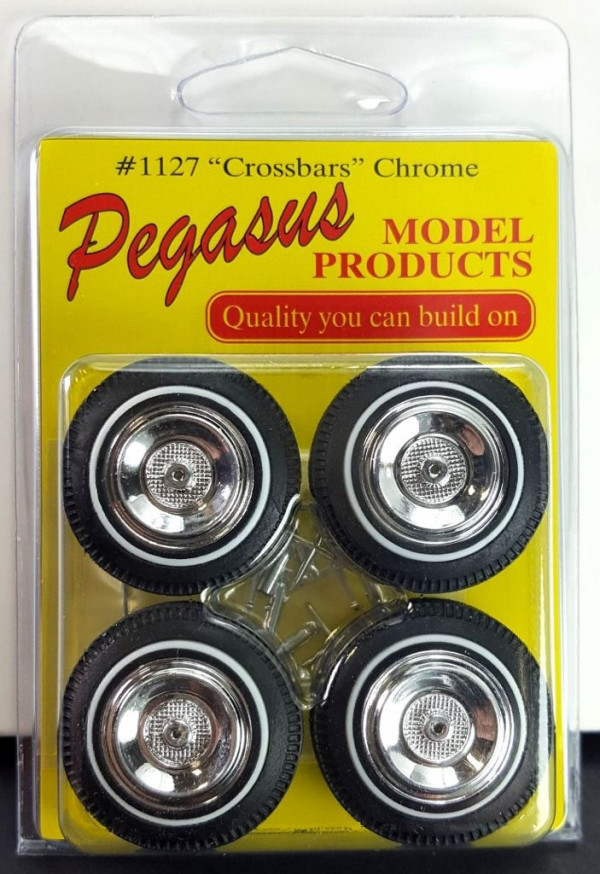 #1127 “Crossbars” Chrome
Pegasus MODEL
PRODUCTS
Quality you can build on